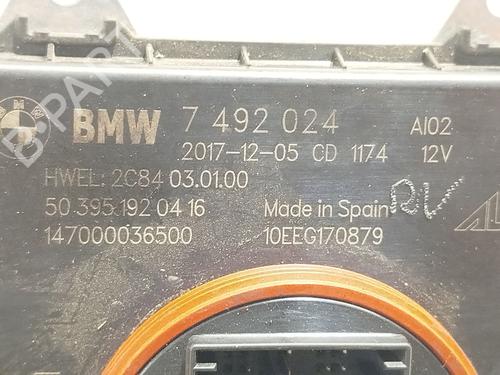 BMW 7 492 024 AI02
2017-12-05 CD 1174 12V
HWEL: 2C84 03.01.00
50 395 192 04 16 Made in Spain
147000036500 10EEG170879
B-PARTS